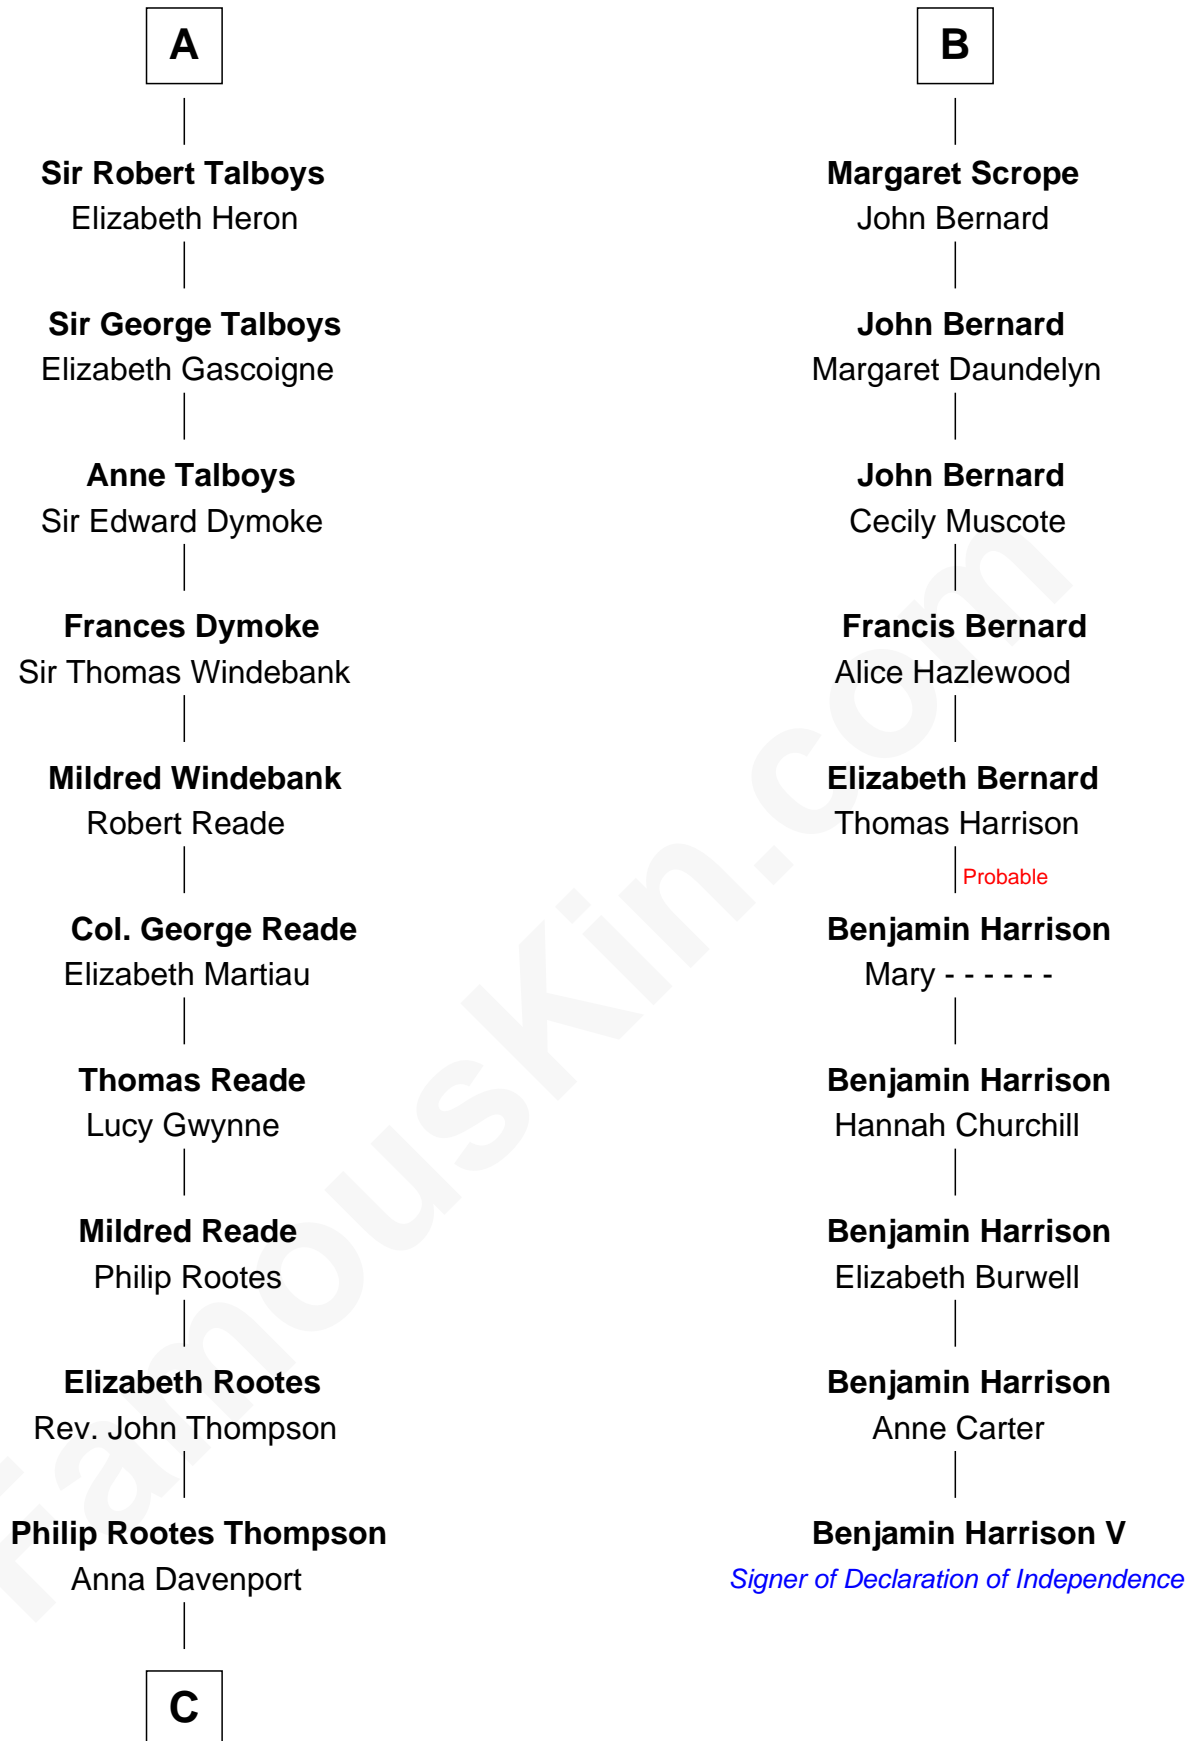 A
Sir Robert Talboys
Elizabeth Heron
Sir George Talboys
Elizabeth Gascoigne
Anne Talboys
Sir Edward Dymoke
Frances Dymoke
Sir Thomas Windebank
Mildred Windebank
Robert Reade
Col. George Reade
Elizabeth Martiau
Thomas Reade
Lucy Gwynne
Mildred Reade
Philip Rootes
Elizabeth Rootes
Rev. John Thompson
Philip Rootes Thompson
Anna Davenport
C
B
Margaret Scrope
John Bernard
John Bernard
Margaret Daundelyn
John Bernard
Cecily Muscote
Francis Bernard
Alice Hazlewood
Elizabeth Bernard
Thomas Harrison
Probable
Benjamin Harrison
Mary - - - - - -
Benjamin Harrison
Hannah Churchill
Benjamin Harrison
Elizabeth Burwell
Benjamin Harrison
Anne Carter
Benjamin Harrison V
Signer of Declaration of Independence
FamousKin.com